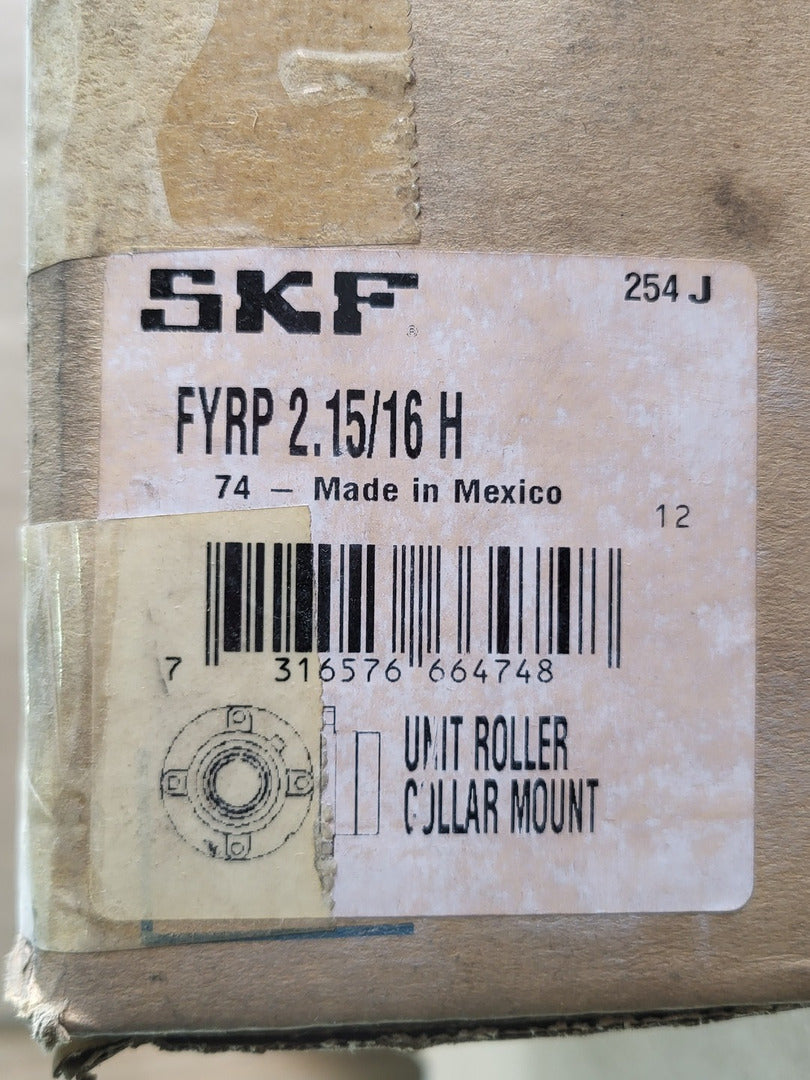 SKF®
254 J
FYRP 2.15/16 H
74 – Made in Mexico
12
7 316576 664748
UNIT ROLLER
COLLAR MOUNT